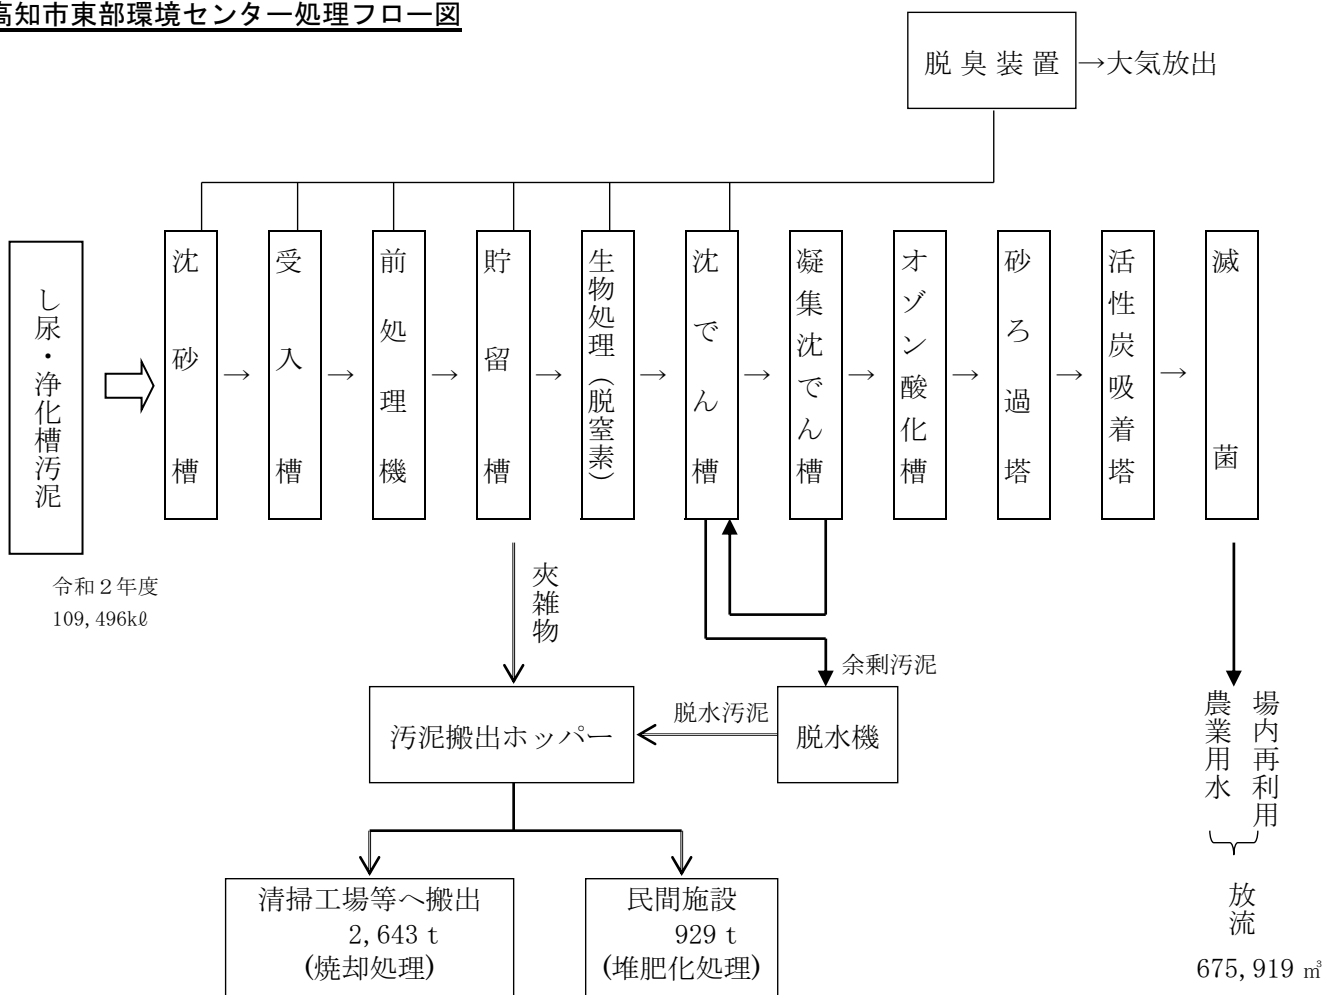 高知市東部環境センター処理フロー図
脱臭装置
→大気放出
し尿・浄化槽汚泥
令和２年度
109,496kℓ
沈砂槽
→
受入槽
→
前処理機
→
貯留槽
→
生物処理（脱窒素）
→
沈でん槽
→
凝集沈でん槽
→
オゾン酸化槽
→
砂ろ過塔
→
活性炭吸着塔
→
滅菌
夾雑物
余剰汚泥
脱水汚泥
脱水機
汚泥搬出ホッパー
清掃工場等へ搬出
2,643 t
(焼却処理)
民間施設
929 t
(堆肥化処理)
場内再利用
農業用水
放流
675,919 ㎥